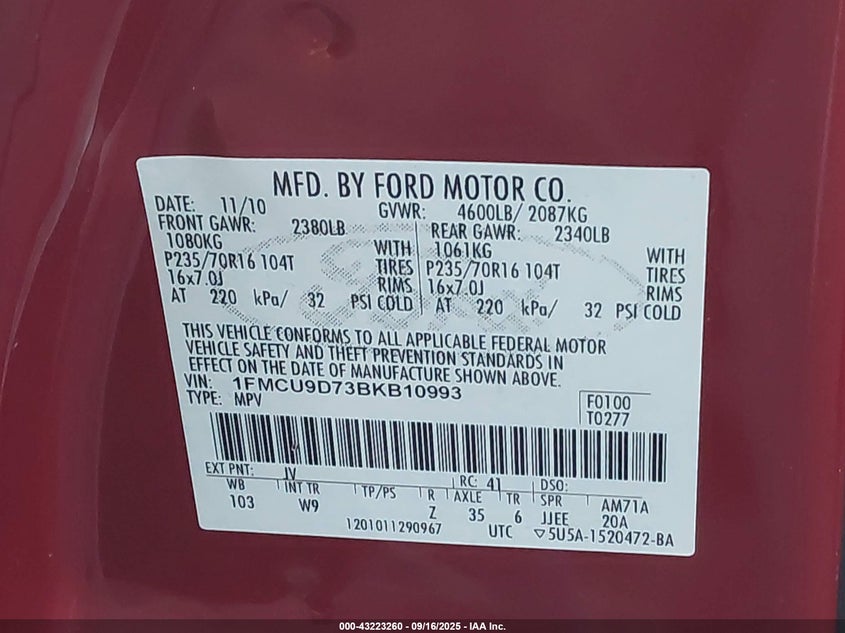 MFD. BY FORD MOTOR CO.
DATE: 11/10 GVWR: 4600LB/ 2087KG
FRONT GAWR: 2380LB REAR GAWR: 2340LB
1080KG WITH 1061KG WITH
P235/70R16 104T TIRES P235/70R16 104T TIRES
16x7.0J RIMS 16x7.0J RIMS
AT 220 kPa/ 32 PSI COLD AT 220 kPa/ 32 PSI COLD
THIS VEHICLE CONFORMS TO ALL APPLICABLE FEDERAL MOTOR
VEHICLE SAFETY AND THEFT PREVENTION STANDARDS IN
EFFECT ON THE DATE OF MANUFACTURE SHOWN ABOVE.
VIN: 1FMCU9D73BKB10993
TYPE: MPV F0100
T0277
EXT PNT: JV RC: 41 DSO:
WB INT TR TP/PS R AXLE TR SPR AM71A
103 W9 Z 35 6 JJEE 20A
1201011290967 UTC ▽5U5A-1520472-BA
000-43223260 - 09/16/2025 - IAA Inc.